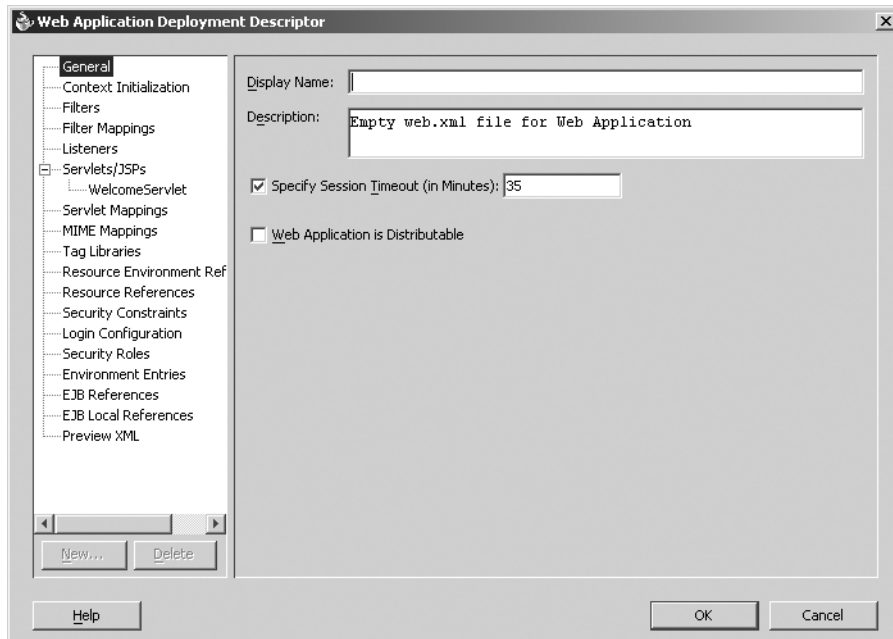 Web Application Deployment Descriptor
General
Context Initialization
Filters
Filter Mappings
Listeners
Servlets/JSPs
WelcomeServlet
Servlet Mappings
MIME Mappings
Tag Libraries
Resource Environment Ref
Resource References
Security Constraints
Login Configuration
Security Roles
Environment Entries
EJB References
EJB Local References
Preview XML
New...
Delete
Display Name:
Description:
Empty web.xml file for Web Application
Specify Session Timeout (in Minutes): 35
Web Application is Distributable
Help
OK
Cancel